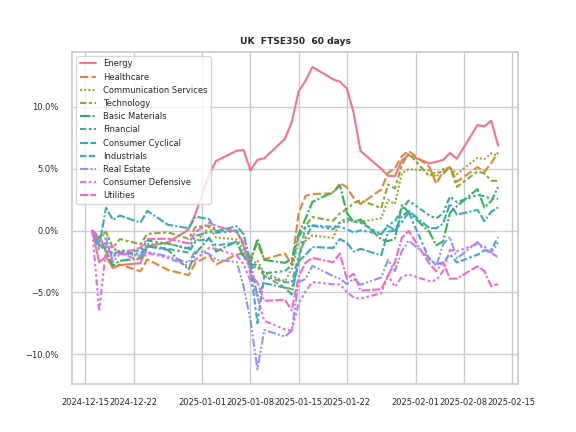 UK  FTSE350  60 days
Energy
Healthcare
Communication Services
Technology
Basic Materials
Financial
Consumer Cyclical
Industrials
Real Estate
Consumer Defensive
Utilities
10.0%
5.0%
0.0%
−5.0%
−10.0%
2024-12-15 2024-12-22 2025-01-01 2025-01-08 2025-01-15 2025-01-22 2025-02-01 2025-02-08 2025-02-15